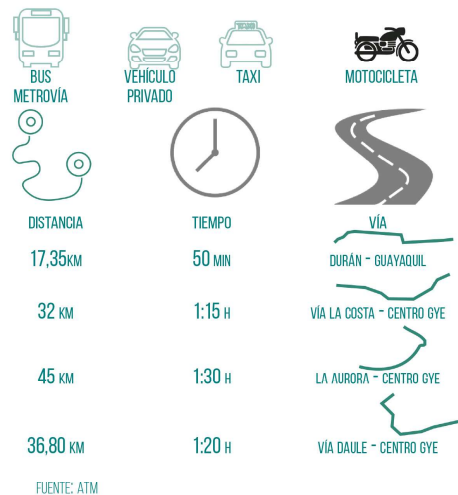 TAXI
BUS
METROVÍA
VEHÍCULO
PRIVADO
TAXI
MOTOCICLETA
DISTANCIA
TIEMPO
VÍA
17,35KM
50 MIN
DURÁN - GUAYAQUIL
32 KM
1:15 H
VÍA LA COSTA - CENTRO GYE
45 KM
1:30 H
LA AURORA - CENTRO GYE
36,80 KM
1:20 H
VÍA DAULE - CENTRO GYE
FUENTE: ATM